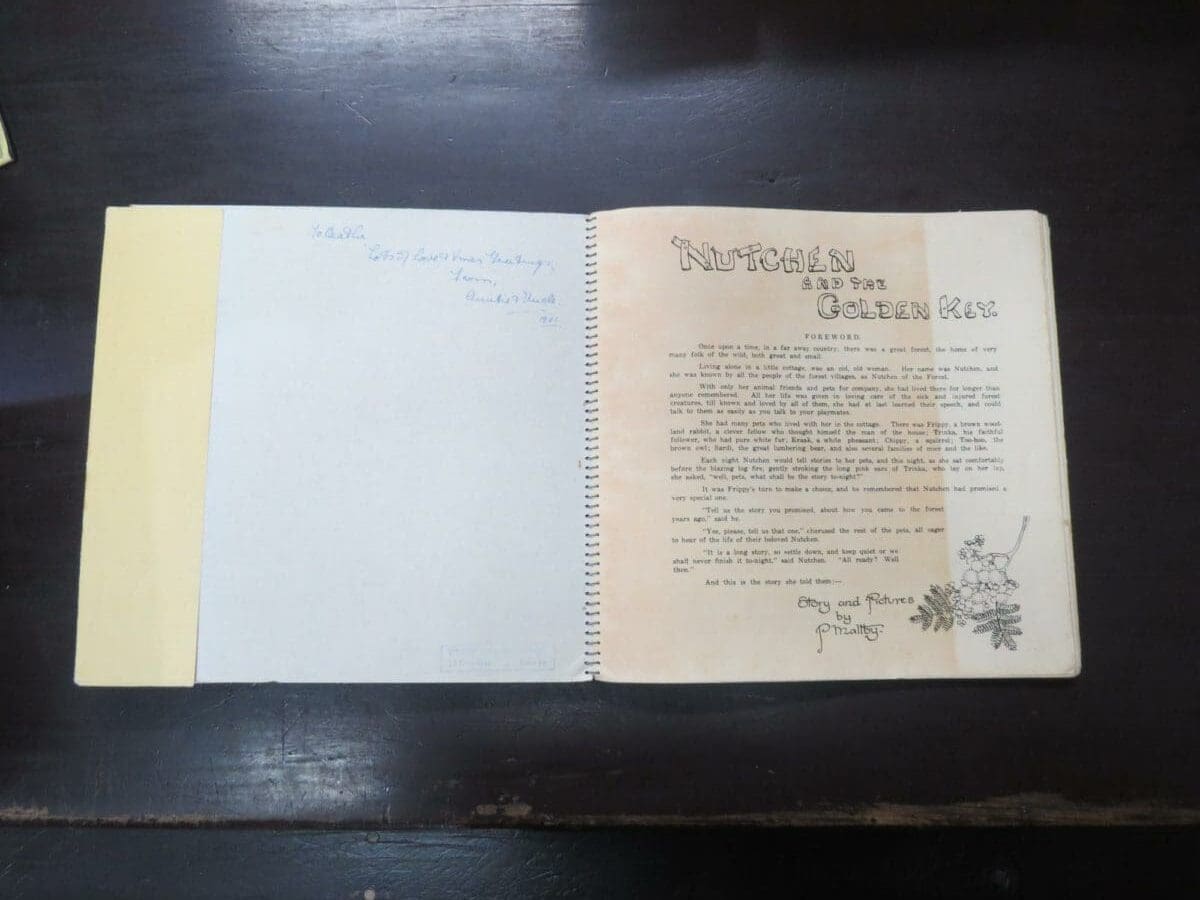 To
Lots of Love & Xmas Greetings,
from,
Auntie & Uncle.
NUTCHEN
AND THE
GOLDEN KEY.
FOREWORD.
Once upon a time, in a far away country, there was a great forest, the home of very
many folk of the wild, both great and small.
Living alone in a little cottage, was an old, old woman. Her name was Nutchen, and
she was known by all the people of the forest villages, as Nutchen of the Forest.
With only her animal friends and pets for company, she had lived there for longer than
anyone remembered. All her life was given in loving care of the sick and injured forest
creatures, till known and loved by all of them, she had at last learned their speech, and could
talk to them as easily as you talk to your playmates.
She had many pets who lived with her in the cottage. There was Frippy, a brown wood-
land rabbit, a clever fellow who thought himself the man of the house; Trinka, his faithful
follower, who had pure white fur; Kraak, a white pheasant; Chippy, a squirrel; Too-hoo, the
brown owl; Bardi, the great lumbering bear, and also several families of mice and the like.
Each night Nutchen would tell stories to her pets, and this night, as she sat comfortably
before the blazing log fire, gently stroking the long pink ears of Trinka, who lay on her lap,
she asked, "well, pets, what shall be the story to-night?"
It was Frippy's turn to make a choice, and he remembered that Nutchen had promised a
very special one.
"Tell us the story you promised, about how you came to the forest
years ago," said he.
"Yes, please, tell us that one," chorused the rest of the pets, all eager
to hear of the life of their beloved Nutchen.
"It is a long story, so settle down, and keep quiet or we
shall never finish it to-night," said Nutchen. "All ready? Well
then."
And this is the story she told them:—
Story and Pictures
by
P Maltby.